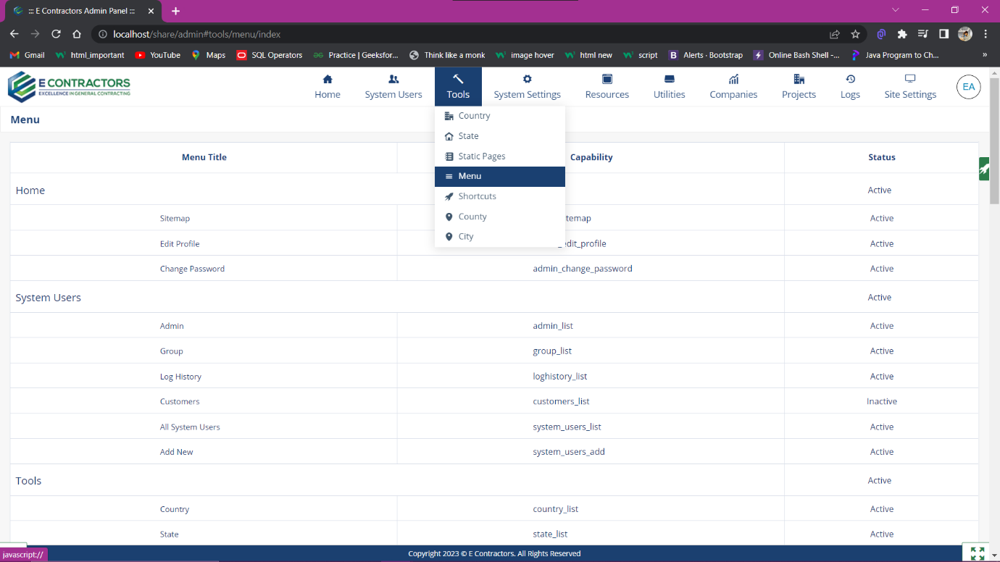 ::: E Contractors Admin Panel :::
localhost/share/admin#tools/menu/index
Gmail html_important YouTube Maps SQL Operators Practice | Geeksfor... Think like a monk image hover html new script Alerts · Bootstrap Online Bash Shell -... Java Program to Ch... »
E CONTRACTORS
EXCELLENCE IN GENERAL CONTRACTING
Home System Users Tools System Settings Resources Utilities Companies Projects Logs Site Settings EA
Country
State
Static Pages
Menu
Shortcuts
County
City
Menu
Menu Title Capability Status
Home Active
Sitemap temap Active
Edit Profile _edit_profile Active
Change Password admin_change_password Active
System Users Active
Admin admin_list Active
Group group_list Active
Log History loghistory_list Active
Customers customers_list Inactive
All System Users system_users_list Active
Add New system_users_add Active
Tools Active
Country country_list Active
State state_list Active
javascript://
Copyright 2023 © E Contractors. All Rights Reserved